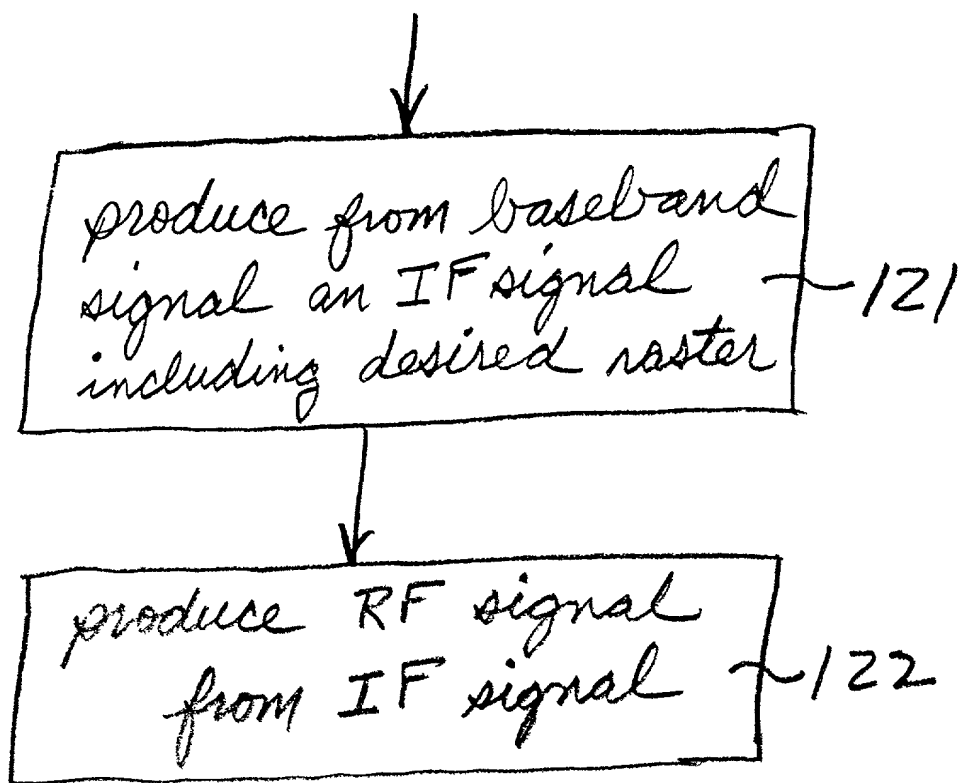 produce from baseband
signal an IF signal
including desired raster
121
produce RF signal
from IF signal
122